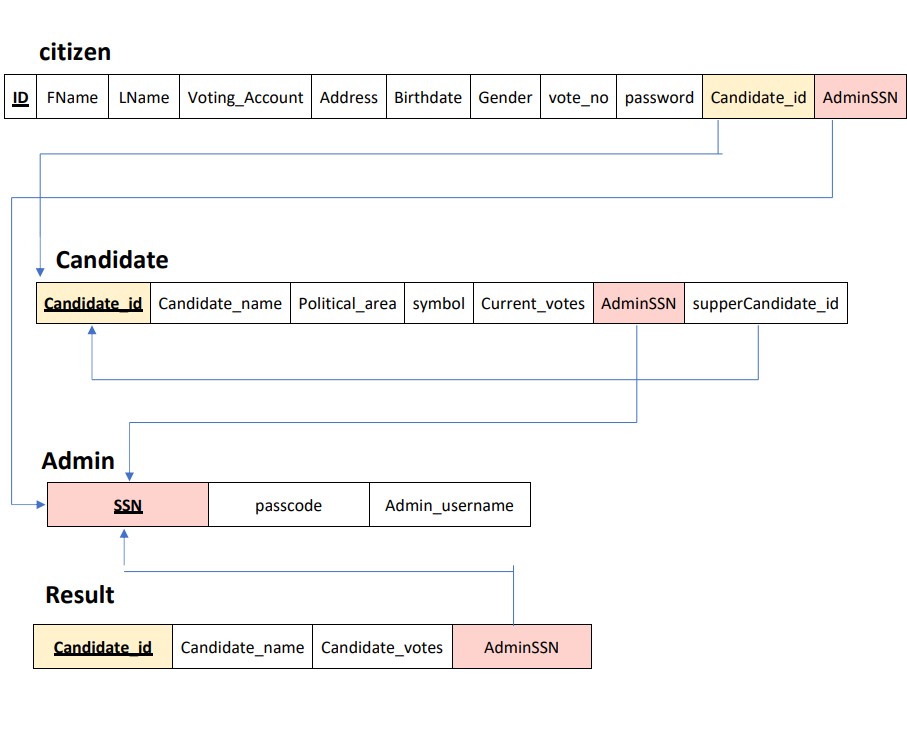 citizen
ID FName LName Voting_Account Address Birthdate Gender vote_no password Candidate_id AdminSSN
Candidate
Candidate_id Candidate_name Political_area symbol Current_votes AdminSSN supperCandidate_id
Admin
SSN passcode Admin_username
Result
Candidate_id Candidate_name Candidate_votes AdminSSN